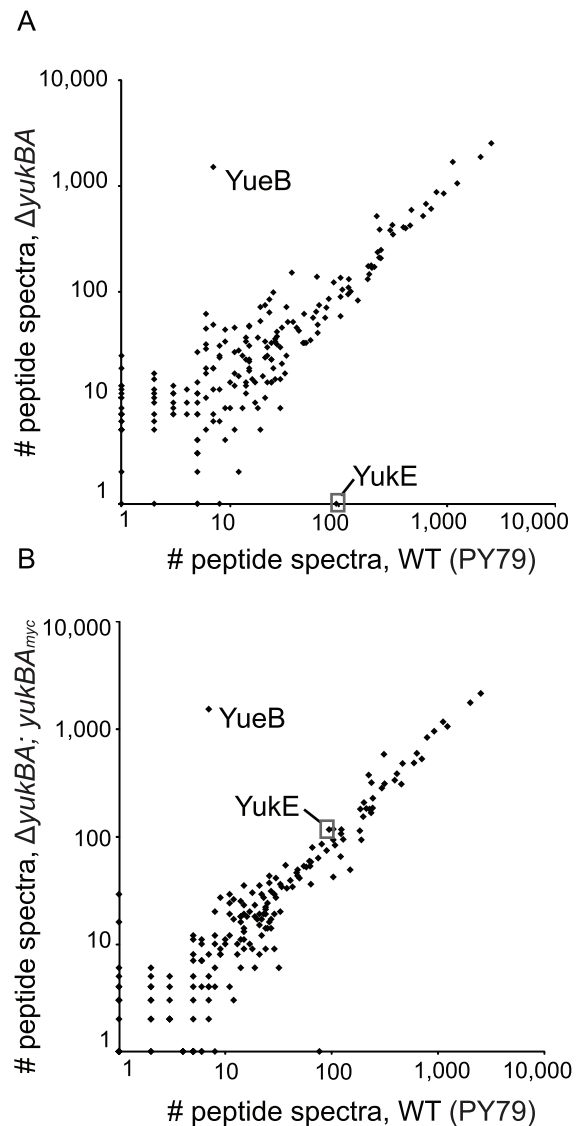 A
# peptide spectra, ΔyukBA
10,000
1,000
100
10
1
YueB
YukE
1
10
100
1,000
10,000
# peptide spectra, WT (PY79)
B
# peptide spectra, ΔyukBA; yukBAmyc
10,000
1,000
100
10
1
YueB
YukE
1
10
100
1,000
10,000
# peptide spectra, WT (PY79)